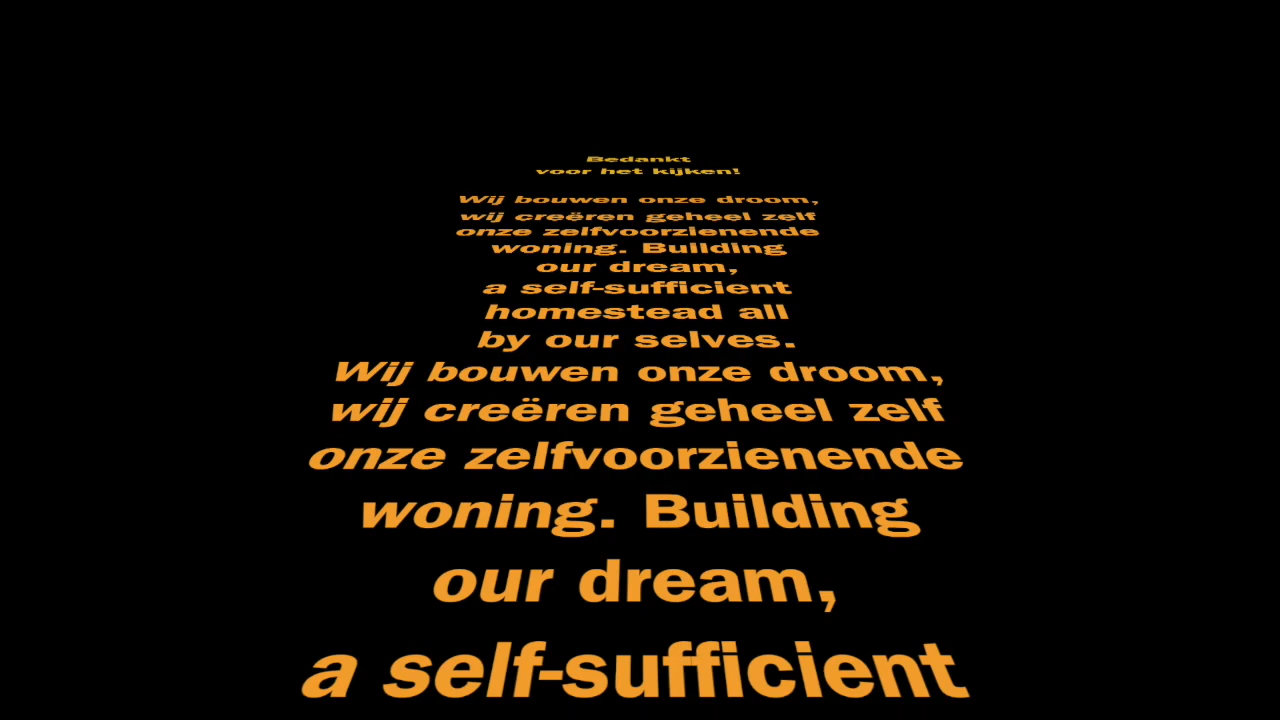 Bedankt
voor het kijken!
Wij bouwen onze droom,
wij creëren geheel zelf
onze zelfvoorzienende
woning. Building
our dream,
a self-sufficient
homestead all
by our selves.
Wij bouwen onze droom,
wij creëren geheel zelf
onze zelfvoorzienende
woning. Building
our dream,
a self-sufficient